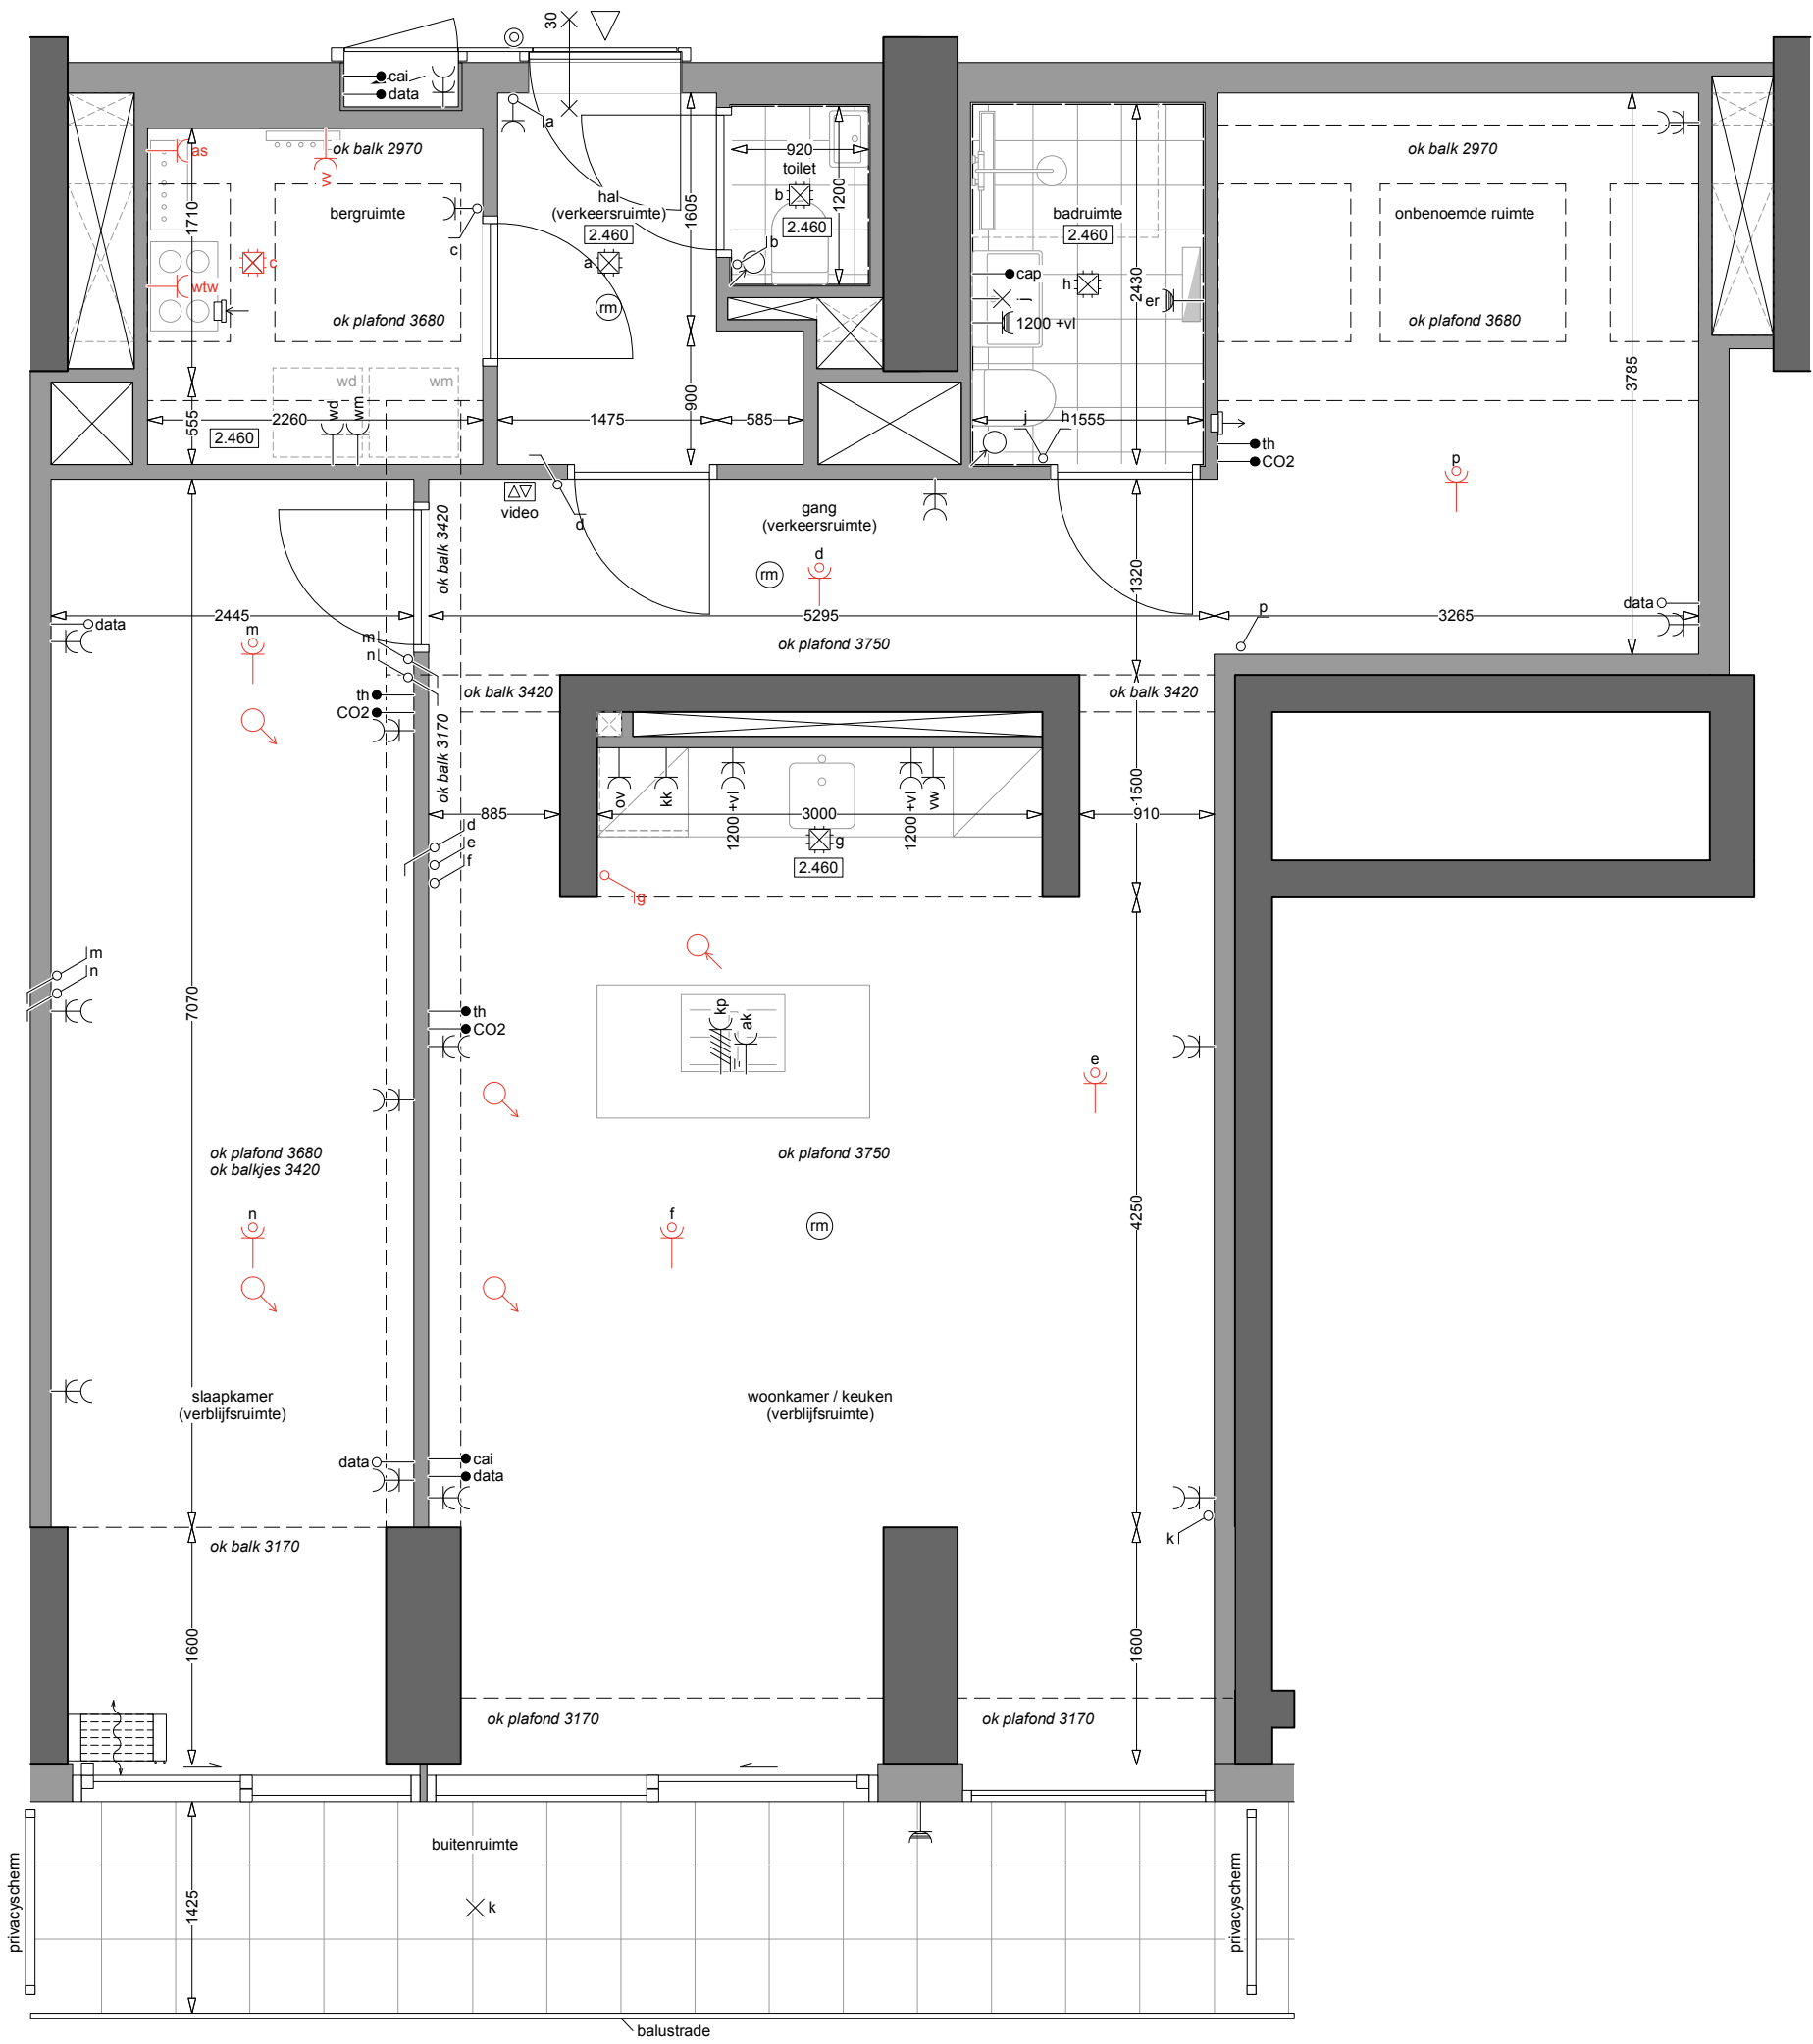 30
cai
data
a
as
vv
ok balk 2970
920
toilet
b
2.460
1200
b
ok balk 2970
1710
bergruimte
hal
(verkeersruimte)
2.460
1605
badruimte
2.460
onbenoemde ruimte
3785
c
c
a
wtw
rm
cap
h
j
er
2430
1200 +vl
ok plafond 3680
ok plafond 3680
wd
wm
555
2260
wd
wm
2.460
1475
900
585
j
h
1555
th
CO2
p
video
d
gang
(verkeersruimte)
ok balk 3420
rm
d
1320
2445
5295
3265
data
m
data
p
m
n
ok plafond 3750
th
CO2
ok balk 3420
ok balk 3420
ok balk 3170
ov
kk
1200 +vl
1200 +vl
vw
1500
885
3000
910
g
2.460
d
e
f
g
m
n
7070
th
CO2
kp
ak
e
ok plafond 3680
ok balkjes 3420
ok plafond 3750
4250
n
f
rm
slaapkamer
(verblijfsruimte)
woonkamer / keuken
(verblijfsruimte)
data
cai
data
k
ok balk 3170
1600
1600
ok plafond 3170
ok plafond 3170
buitenruimte
privacyscherm
privacyscherm
1425
k
balustrade